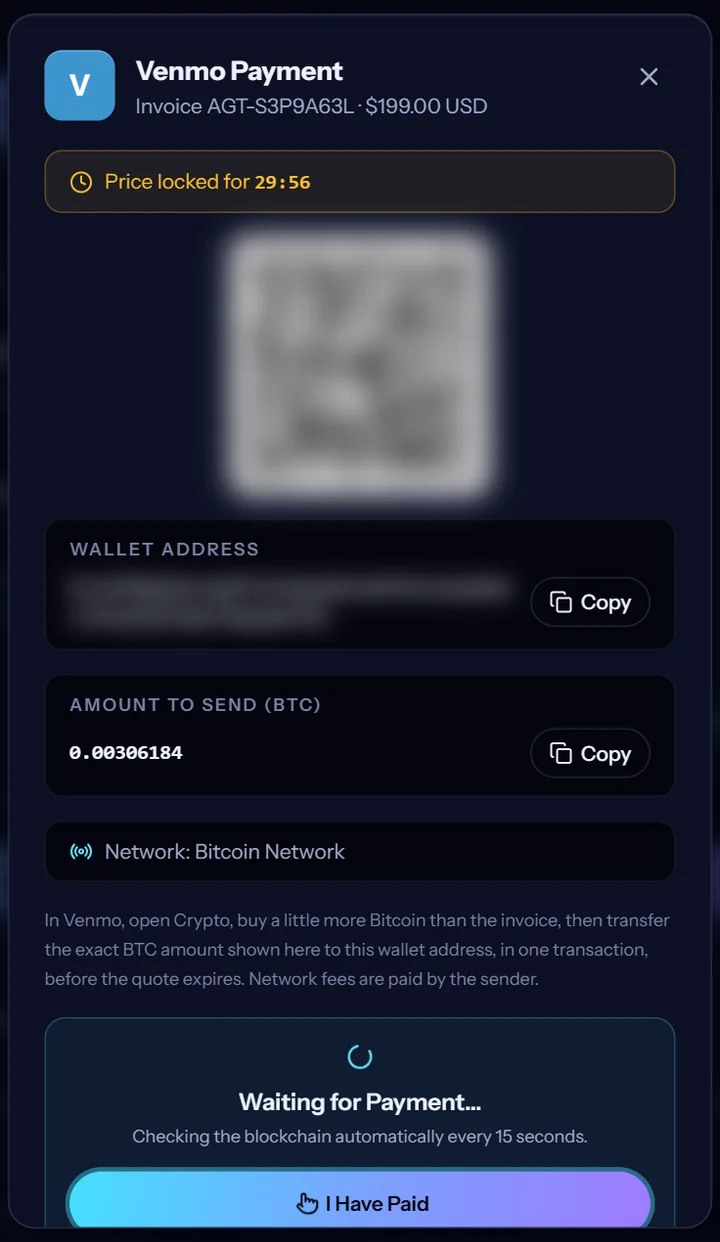 V
Venmo Payment
Invoice AGT-S3P9A63L · $199.00 USD
Price locked for 29:56
WALLET ADDRESS
Copy
AMOUNT TO SEND (BTC)
0.00306184
Copy
Network: Bitcoin Network
In Venmo, open Crypto, buy a little more Bitcoin than the invoice, then transfer
the exact BTC amount shown here to this wallet address, in one transaction,
before the quote expires. Network fees are paid by the sender.
Waiting for Payment...
Checking the blockchain automatically every 15 seconds.
I Have Paid